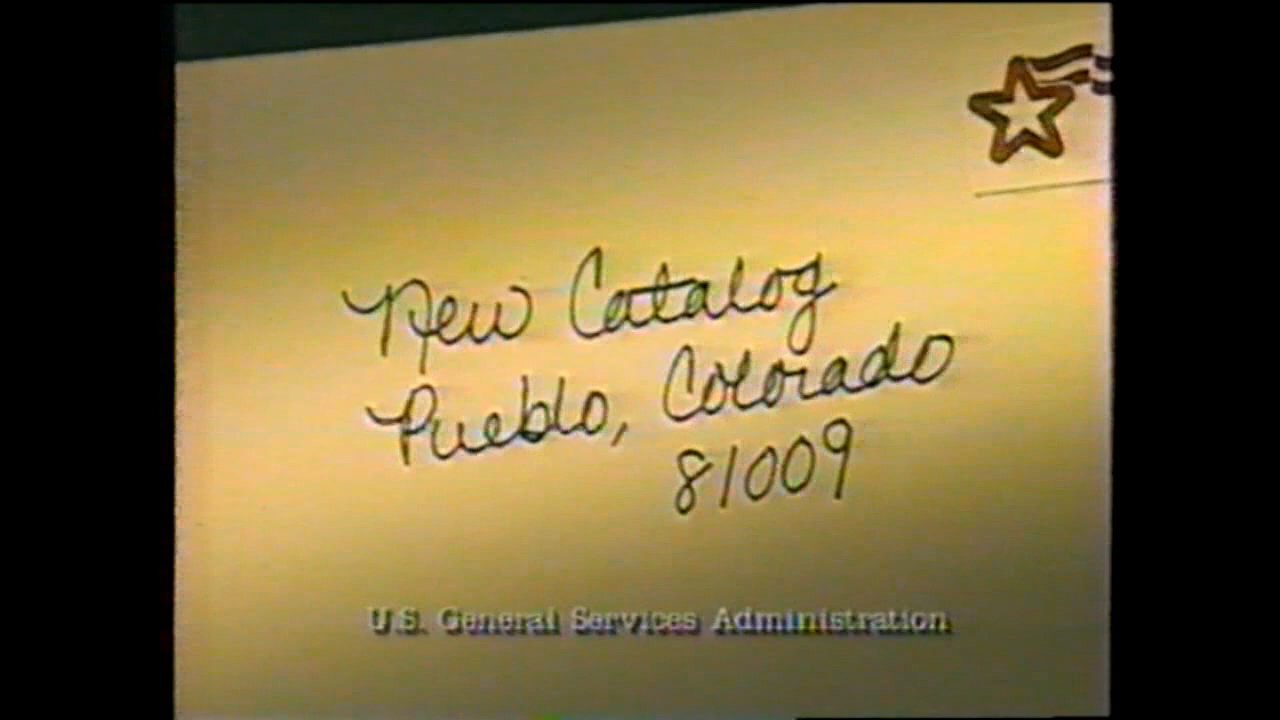 New Catalog
Pueblo, Colorado
81009
U.S. General Services Administration